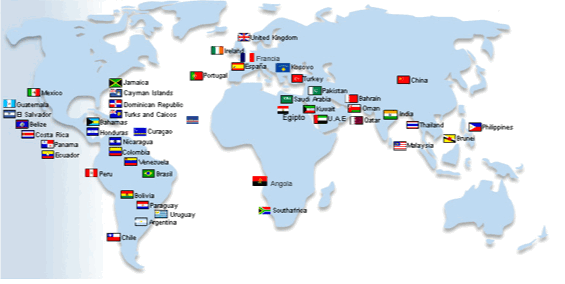 United Kingdom
Ireland
Francia
España
Kosovo
Portugal
Turkey
China
Jamaica
Mexico
Cayman Islands
Pakistan
Saudi Arabia
Bahrain
Guatemala
Dominican Republic
Kuwait
Oman
El Salvador
Turks and Caicos
Egipto
U.A.E
Qatar
India
Belize
Bahamas
Thailand
Philippines
Costa Rica
Honduras
Curaçao
Panama
Nicaragua
Malaysia
Brunei
Ecuador
Colombia
Venezuela
Peru
Brasil
Angola
Bolivia
Paraguay
Uruguay
Southafrica
Argentina
Chile